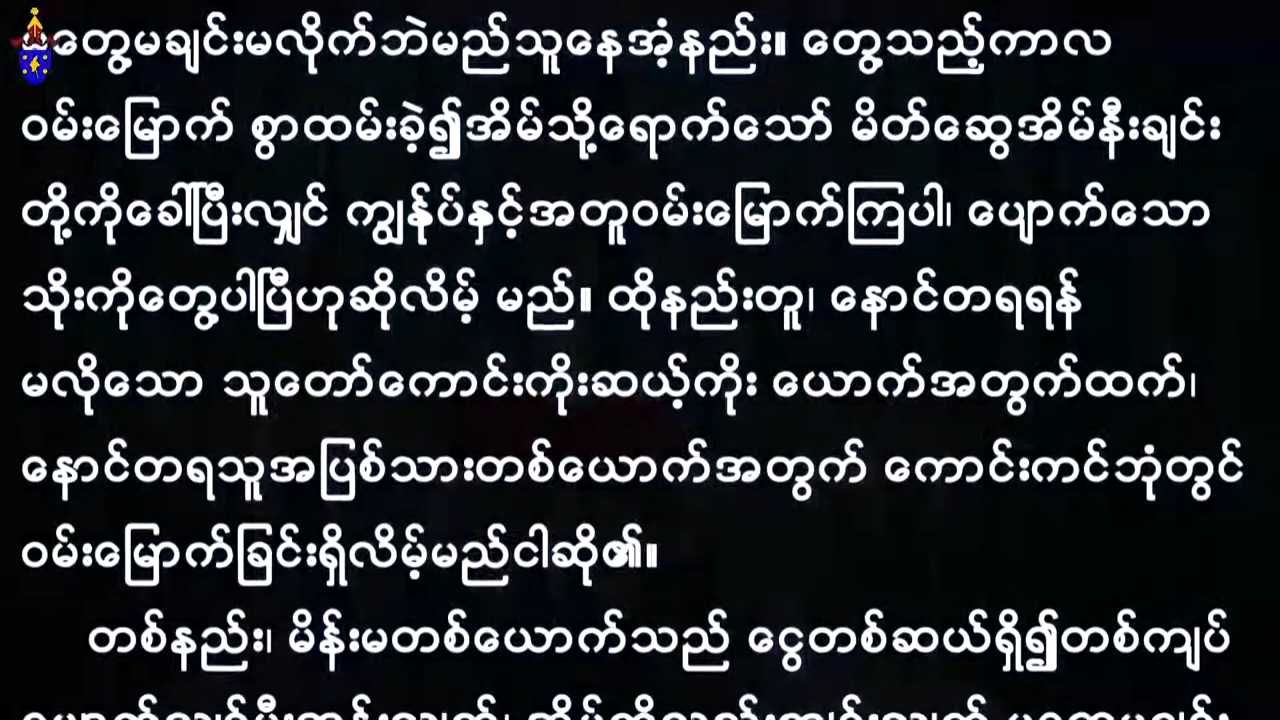 တွေ့မချင်းမလိုက်ဘဲမည်သူနေအံ့နည်း။ တွေ့သည့်ကာလ
ဝမ်းမြောက် စွာထမ်းခဲ့၍အိမ်သို့ရောက်သော် မိတ်ဆွေအိမ်နီးချင်း
တို့ကိုခေါ်ပြီးလျှင် ကျွန်ုပ်နှင့်အတူဝမ်းမြောက်ကြပါ၊ ပျောက်သော
သိုးကိုတွေ့ပါပြီဟုဆိုလိမ့် မည်။ ထိုနည်းတူ၊ နောင်တရရန်
မလိုသော သူတော်ကောင်းကိုးဆယ့်ကိုး ယောက်အတွက်ထက်၊
နောင်တရသူအပြစ်သားတစ်ယောက်အတွက် ကောင်းကင်ဘုံတွင်
ဝမ်းမြောက်ခြင်းရှိလိမ့်မည်ငါဆို၏။
တစ်နည်း၊ မိန်းမတစ်ယောက်သည် ငွေတစ်ဆယ်ရှိ၍တစ်ကျပ်